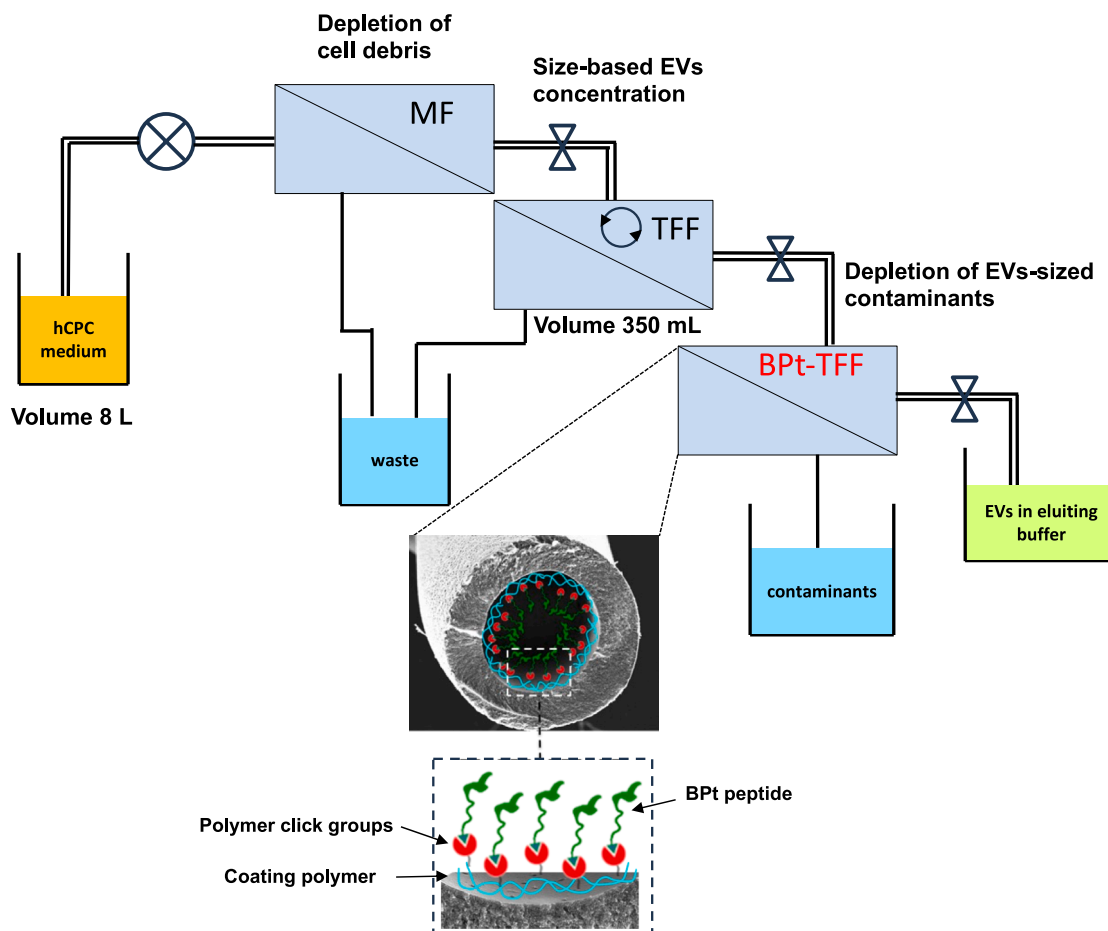 Depletion of
cell debris
Size-based EVs
concentration
MF
TFF
Depletion of EVs-sized
contaminants
hCPC
medium
Volume 350 mL
BPt-TFF
Volume 8 L
waste
EVs in eluiting
buffer
contaminants
BPt peptide
Polymer click groups
Coating polymer